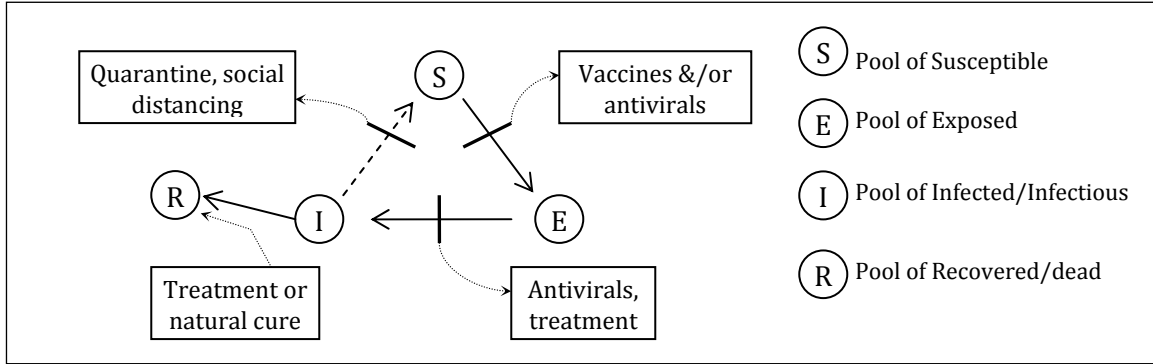 Quarantine, social
distancing
S
Vaccines &/or
antivirals
R
I
E
Treatment or
natural cure
Antivirals,
treatment
S Pool of Susceptible
E Pool of Exposed
I Pool of Infected/Infectious
R Pool of Recovered/dead